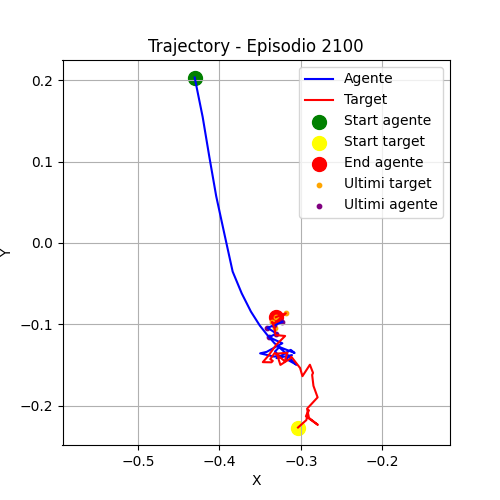 Trajectory - Episodio 2100
Agente
Target
Start agente
Start target
End agente
Ultimi target
Ultimi agente
0.2
0.1
0.0
−0.1
−0.2
Y
−0.5
−0.4
−0.3
−0.2
X